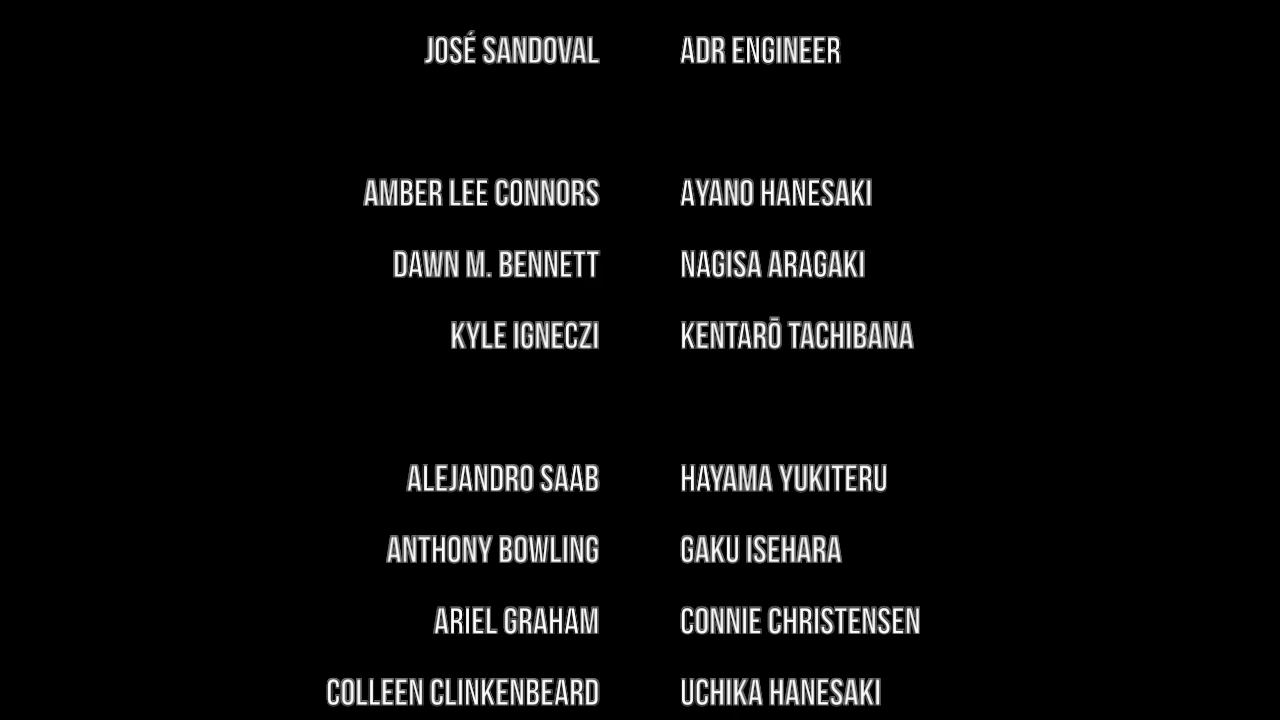 JOSÉ SANDOVAL ADR ENGINEER
AMBER LEE CONNORS AYANO HANESAKI
DAWN M. BENNETT NAGISA ARAGAKI
KYLE IGNECZI KENTARŌ TACHIBANA
ALEJANDRO SAAB HAYAMA YUKITERU
ANTHONY BOWLING GAKU ISEHARA
ARIEL GRAHAM CONNIE CHRISTENSEN
COLLEEN CLINKENBEARD UCHIKA HANESAKI